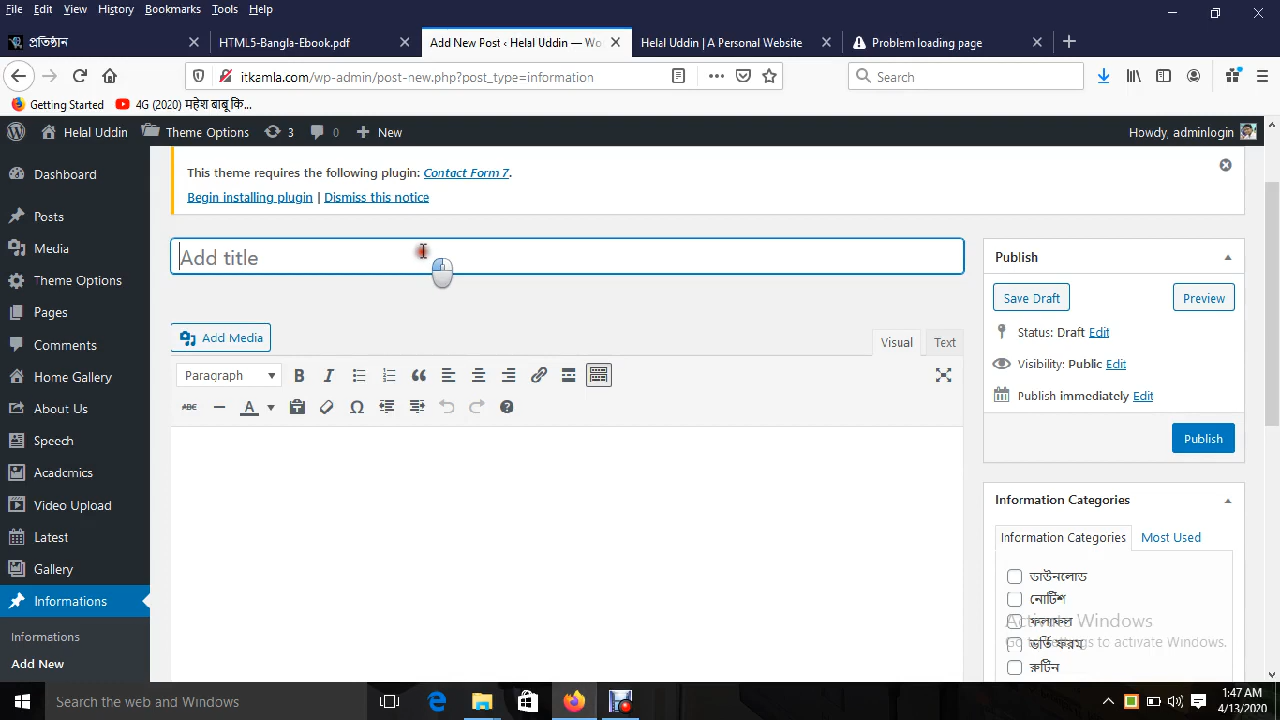 File Edit View History Bookmarks Tools Help
প্রতিষ্ঠান
HTML5-Bangla-Ebook.pdf
Add New Post ‹ Helal Uddin — Wo
Helal Uddin | A Personal Website
Problem loading page
itkamla.com/wp-admin/post-new.php?post_type=information
Search
Getting Started
4G (2020) महेश बाबू कि...
Helal Uddin
Theme Options
3
0
New
Howdy, adminlogin
Dashboard
Posts
Media
Theme Options
Pages
Comments
Home Gallery
About Us
Speech
Acadcmics
Video Upload
Latest
Gallery
Informations
Informations
Add New
This theme requires the following plugin: Contact Form 7.
Begin installing plugin | Dismiss this notice
Add title
Add Media
Visual
Text
Paragraph
B I
ABC
A
Publish
Save Draft
Preview
Status: Draft Edit
Visibility: Public Edit
Publish immediately Edit
Publish
Information Categories
Information Categories
Most Used
ডাউনলোড
নোটিশ
ফলাফল
ভর্তি ফরম
রুটিন
Activate Windows
Go to Settings to activate Windows.
Search the web and Windows
1:47 AM
4/13/2020